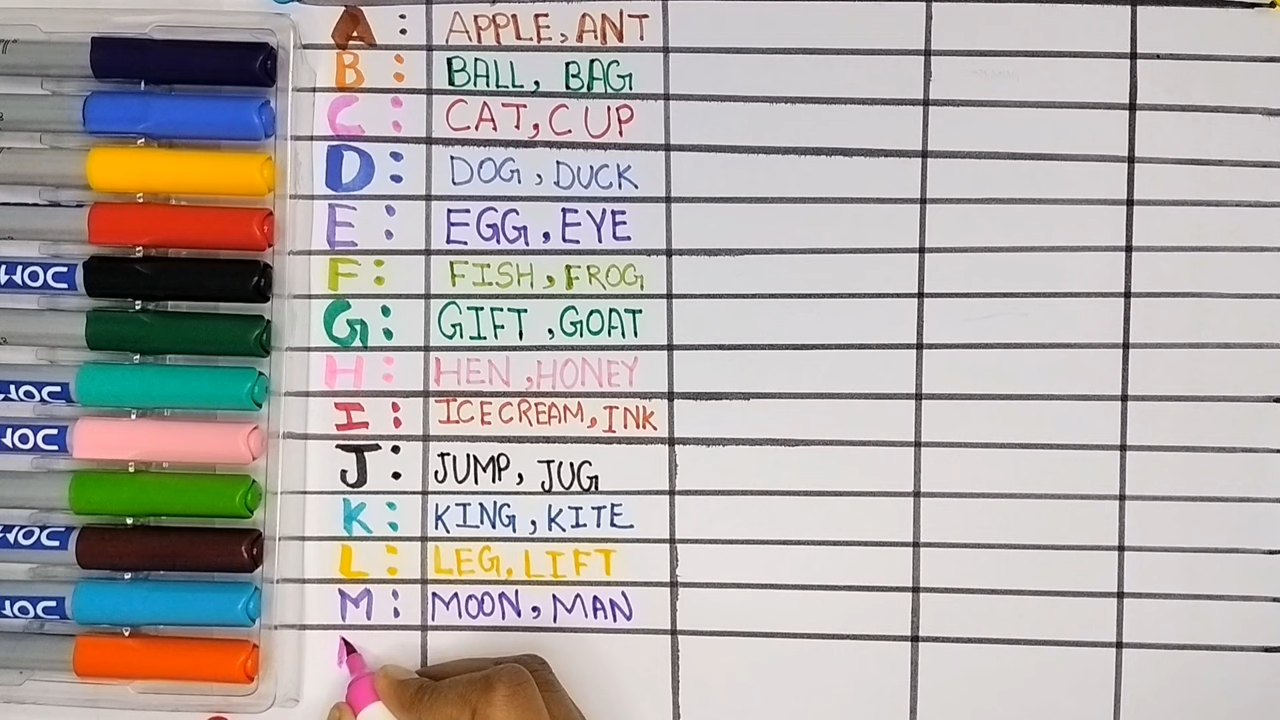 A : APPLE, ANT
B : BALL, BAG
C : CAT, CUP
D : DOG, DUCK
E : EGG, EYE
F : FISH, FROG
G : GIFT, GOAT
H : HEN, HONEY
I : ICECREAM, INK
J : JUMP, JUG
K : KING, KITE
L : LEG, LIFT
M : MOON, MAN